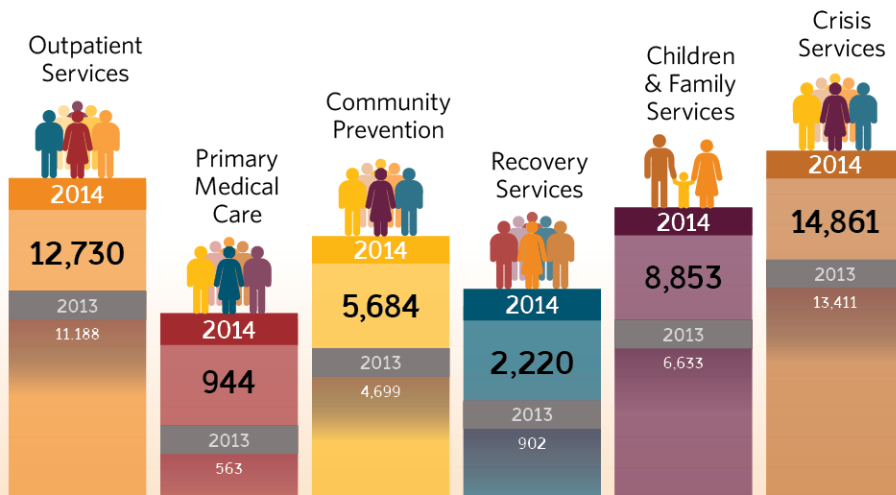 Outpatient
Services
2014
12,730
2013
11.188
Primary
Medical
Care
2014
944
2013
563
Community
Prevention
2014
5,684
2013
4,699
Recovery
Services
2014
2,220
2013
902
Children
& Family
Services
2014
8,853
2013
6,633
Crisis
Services
2014
14,861
2013
13,411